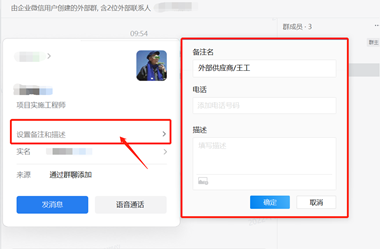 由企业微信用户创建的外部群, 含2位外部联系人
09:54
群成员 · 3
群主
项目实施工程师
设置备注和描述
实名
来源 通过群聊添加
发消息
语音通话
备注名
外部供应商/王工
电话
添加电话号码
描述
填写描述
确定
取消